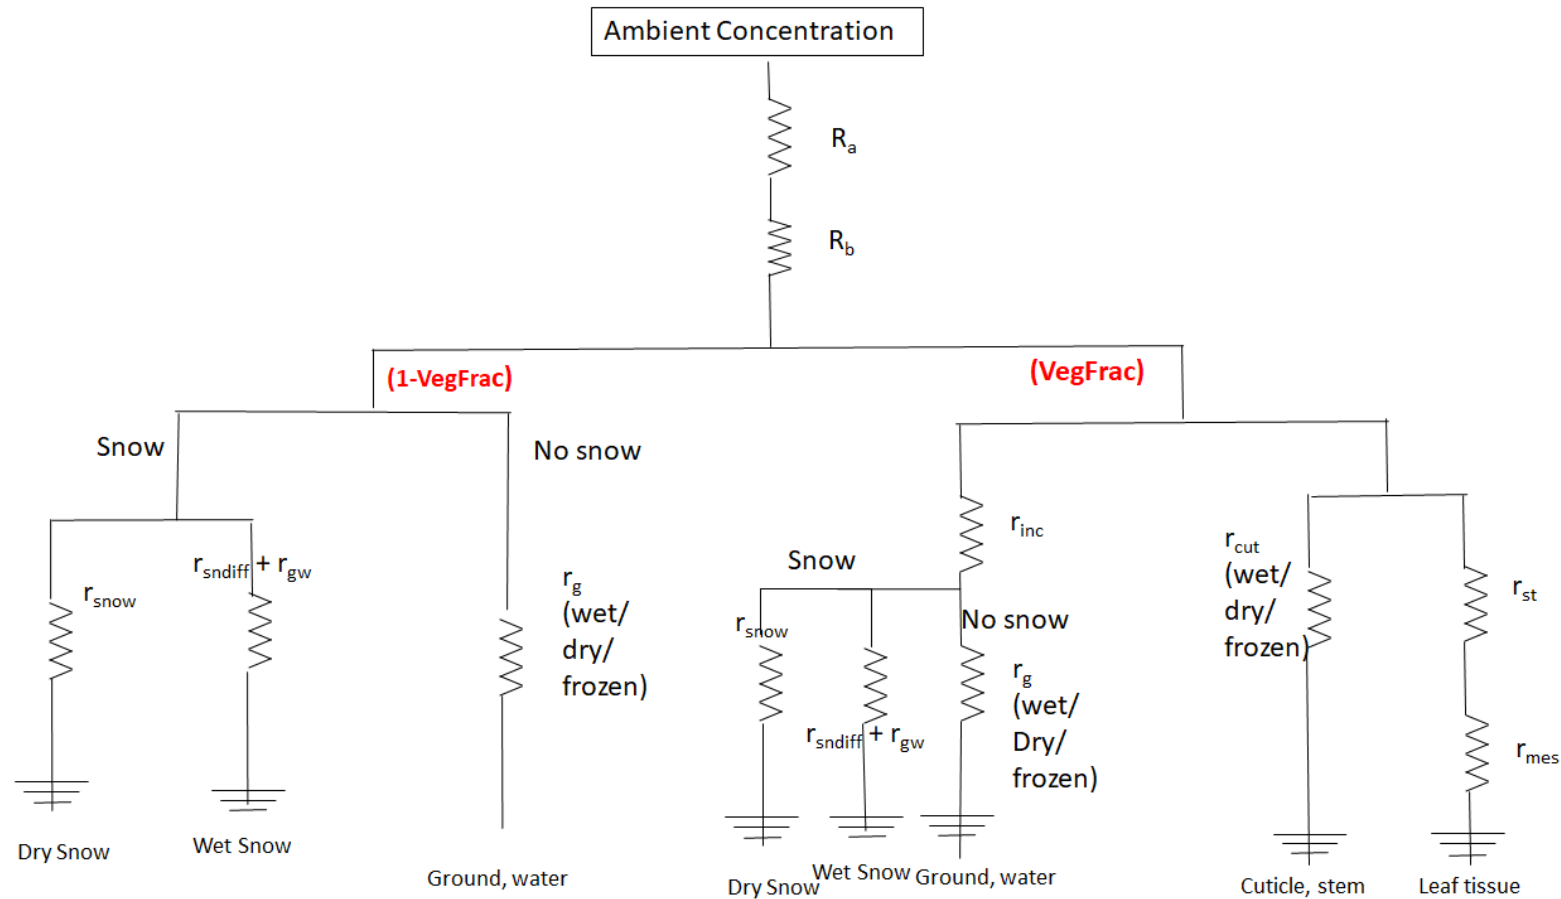 Ambient Concentration
Ra
Rb
(1-VegFrac)
(VegFrac)
Snow
No snow
rsndiff + rgw
rsnow
rg
(wet/
dry/
frozen)
rinc
Snow
No snow
rsnow
rsndiff + rgw
rg
(wet/
Dry/
frozen)
rcut
(wet/
dry/
frozen)
rst
rmes
Dry Snow
Wet Snow
Ground, water
Dry Snow
Wet Snow
Ground, water
Cuticle, stem
Leaf tissue